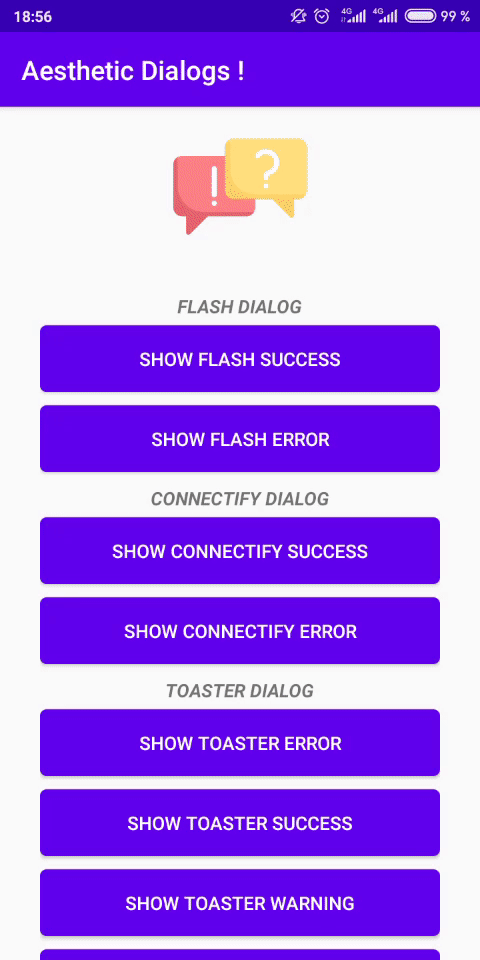 18:56 4G 4G 99 %
Aesthetic Dialogs !
! ?
FLASH DIALOG
SHOW FLASH SUCCESS
SHOW FLASH ERROR
CONNECTIFY DIALOG
SHOW CONNECTIFY SUCCESS
SHOW CONNECTIFY ERROR
TOASTER DIALOG
SHOW TOASTER ERROR
SHOW TOASTER SUCCESS
SHOW TOASTER WARNING